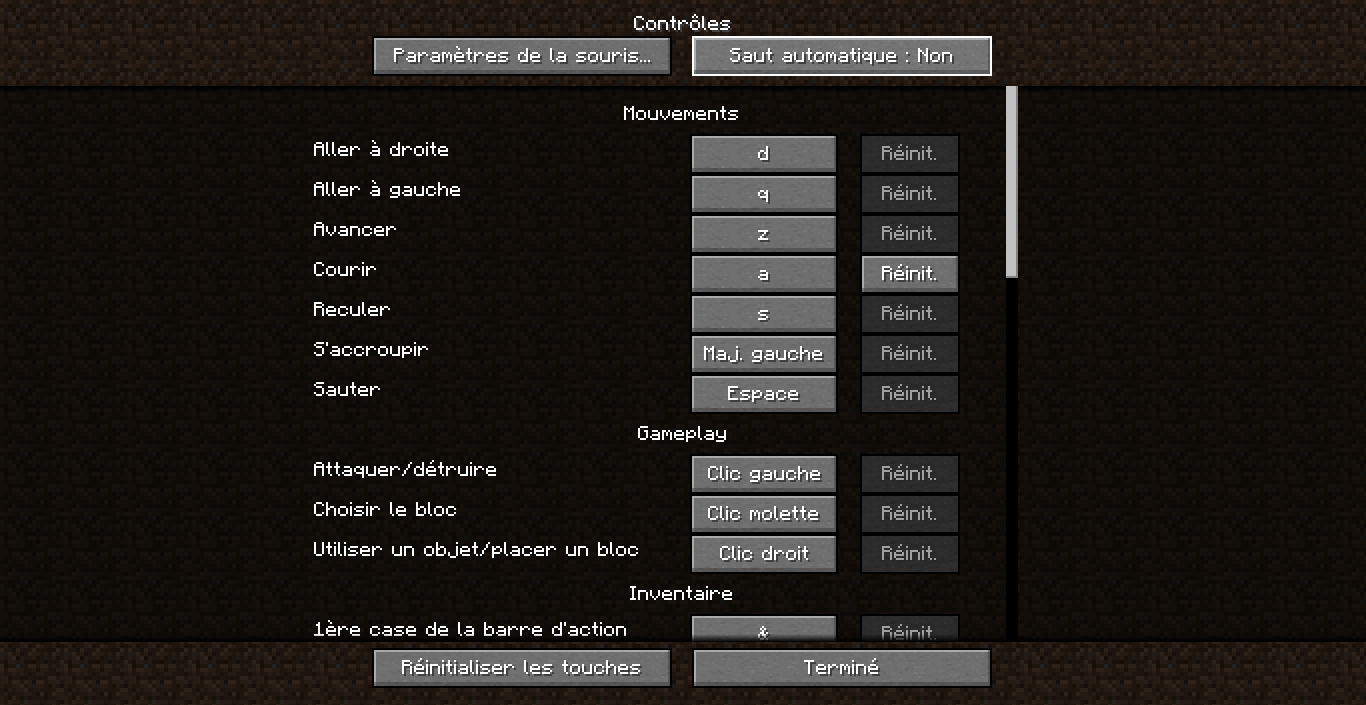 Contrôles
Paramètres de la souris... Saut automatique : Non
Mouvements
Aller à droite d Réinit.
Aller à gauche q Réinit.
Avancer z Réinit.
Courir a Réinit.
Reculer s Réinit.
S'accroupir Maj. gauche Réinit.
Sauter Espace Réinit.
Gameplay
Attaquer/détruire Clic gauche Réinit.
Choisir le bloc Clic molette Réinit.
Utiliser un objet/placer un bloc Clic droit Réinit.
Inventaire
1ère case de la barre d'action & Réinit.
Réinitialiser les touches Terminé